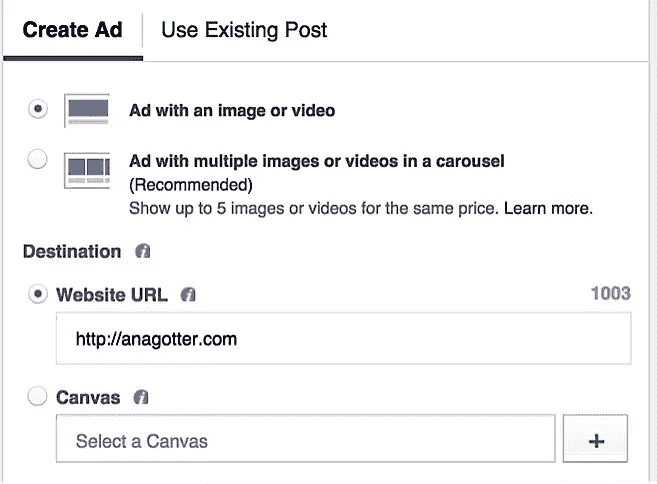 Create Ad Use Existing Post
Ad with an image or video
Ad with multiple images or videos in a carousel
(Recommended)
Show up to 5 images or videos for the same price. Learn more.
Destination i
Website URL i 1003
http://anagotter.com
Canvas i
Select a Canvas +